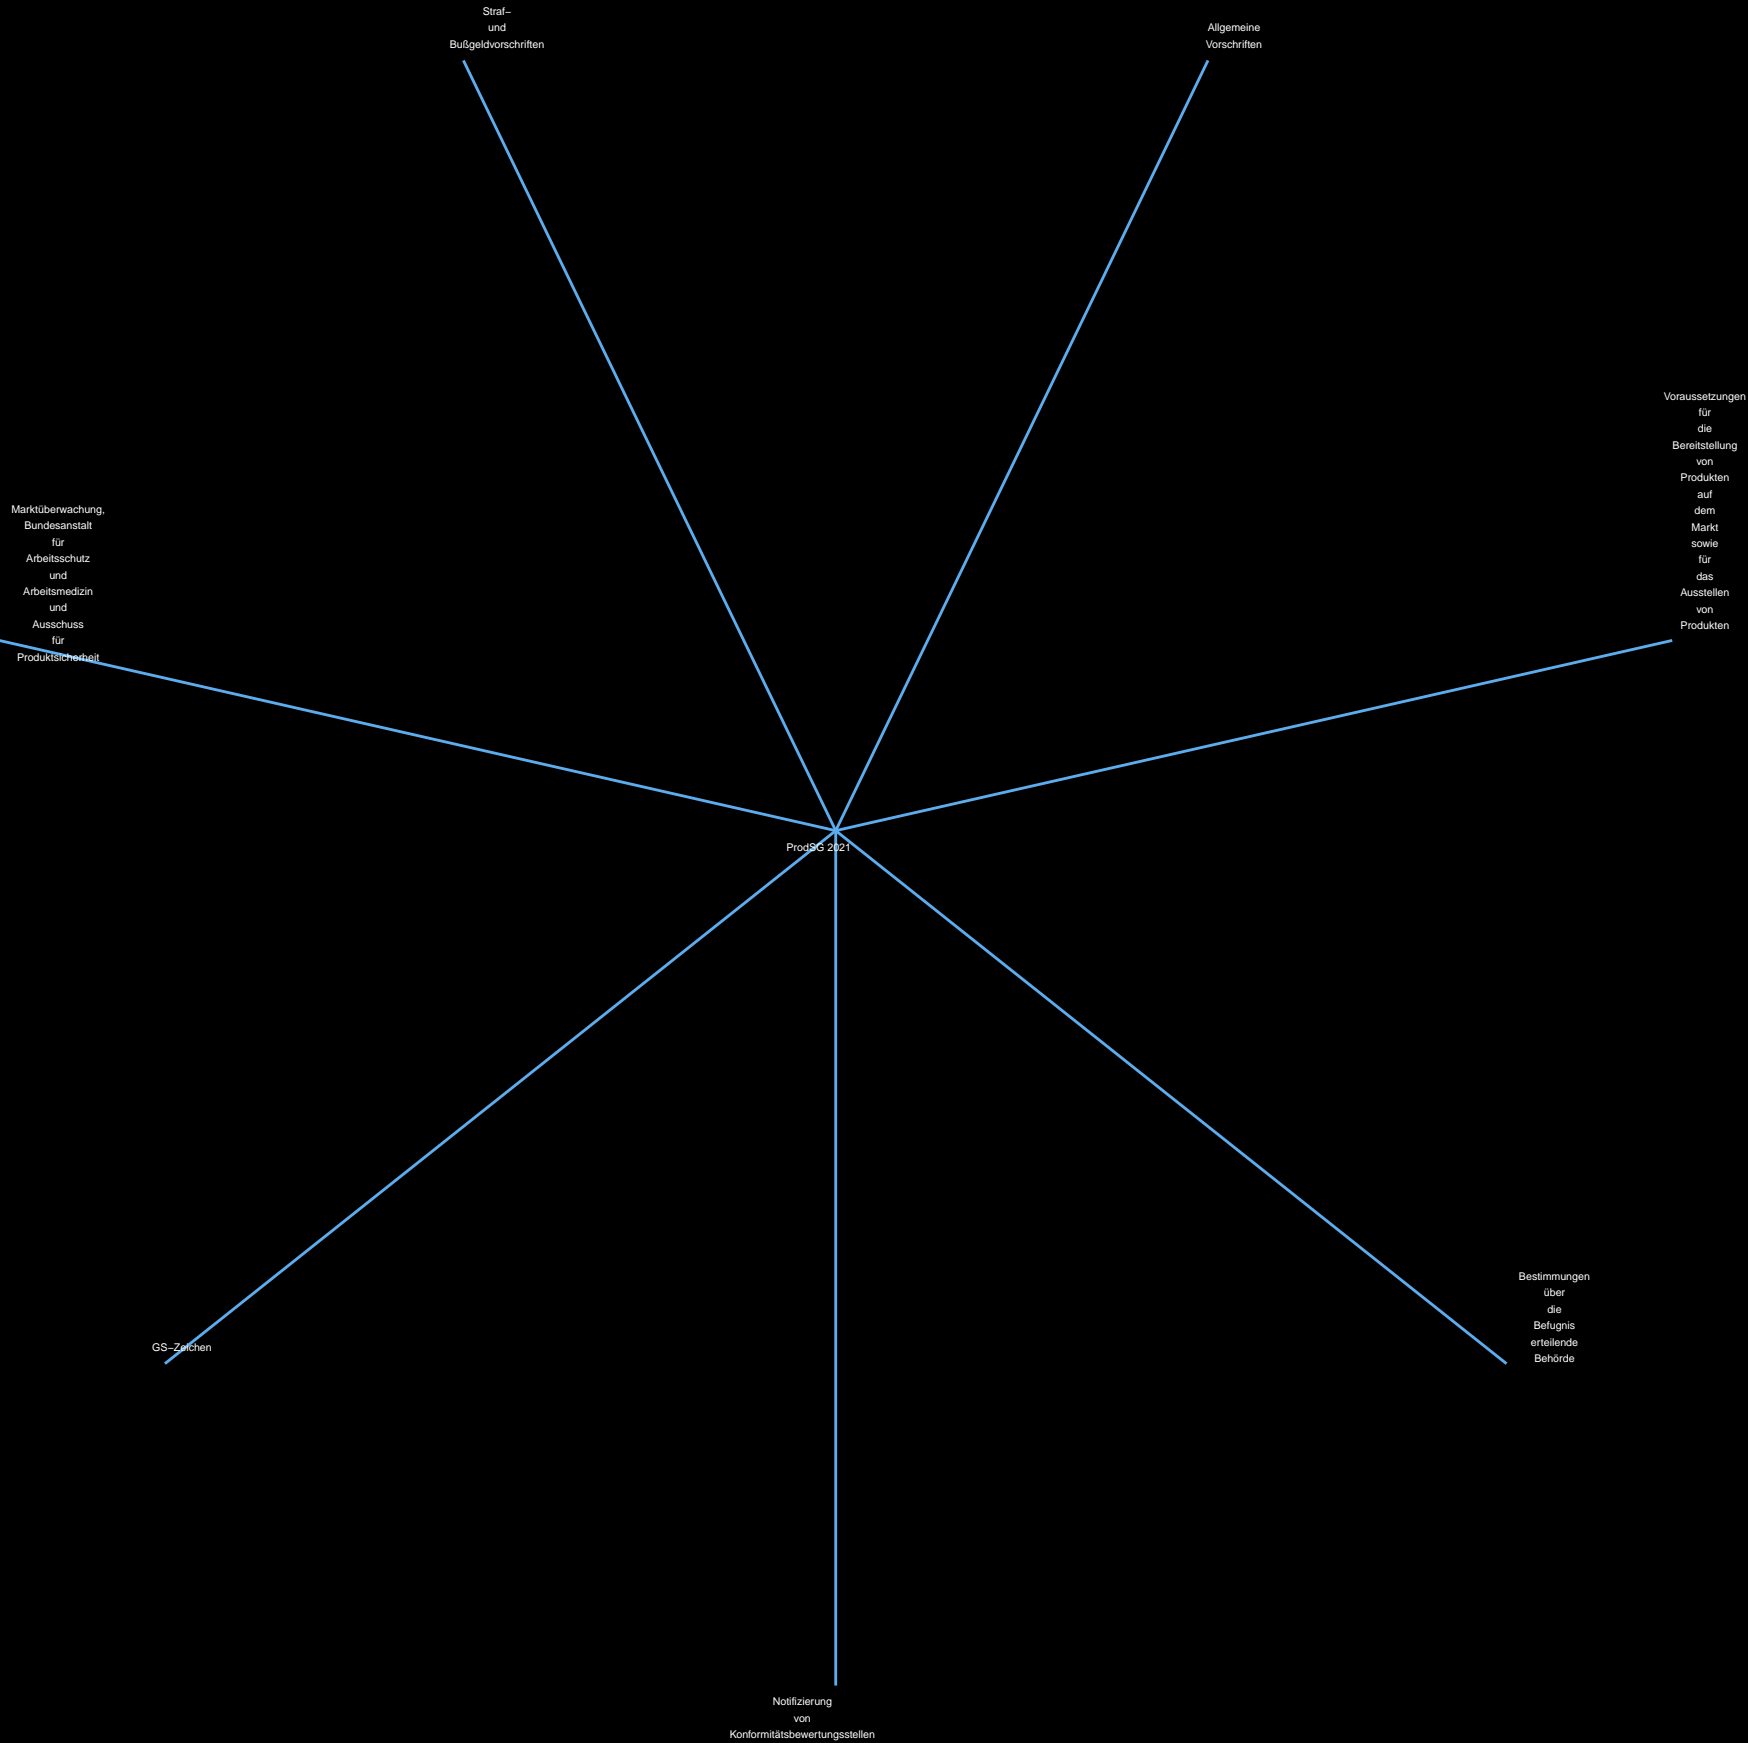 Straf–
und
Bußgeldvorschriften
Allgemeine
Vorschriften
Voraussetzungen
für
die
Bereitstellung
von
Produkten
auf
dem
Markt
sowie
für
das
Ausstellen
von
Produkten
Marktüberwachung,
Bundesanstalt
für
Arbeitsschutz
und
Arbeitsmedizin
und
Ausschuss
für
Produktsicherheit
ProdSG 2021
Bestimmungen
über
die
Befugnis
erteilende
Behörde
GS–Zeichen
Notifizierung
von
Konformitätsbewertungsstellen